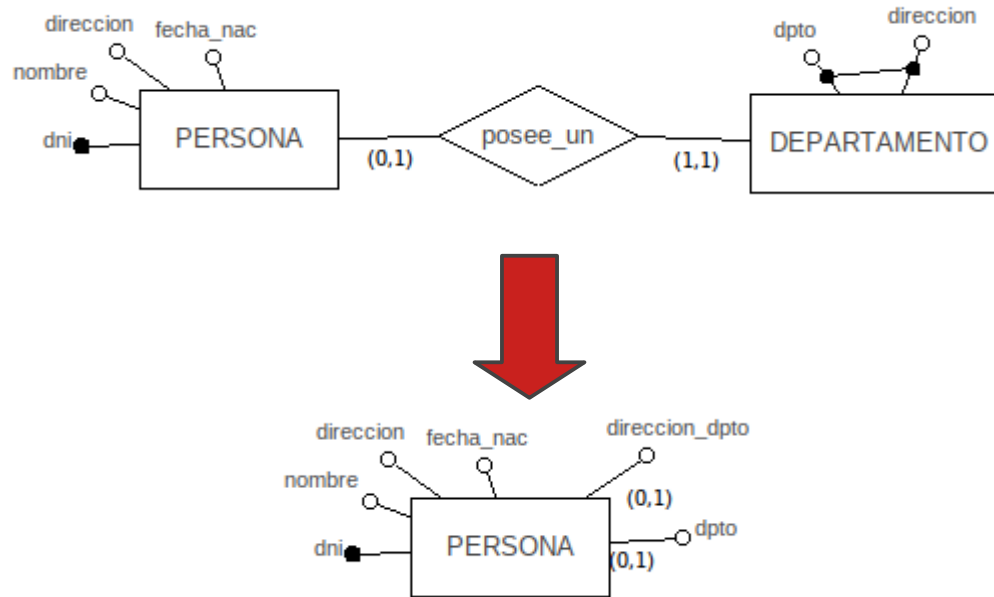 direccion
fecha_nac
nombre
dni
PERSONA
(0,1)
posee_un
(1,1)
dpto
direccion
DEPARTAMENTO
direccion
fecha_nac
direccion_dpto
nombre
(0,1)
dni
PERSONA
dpto
(0,1)